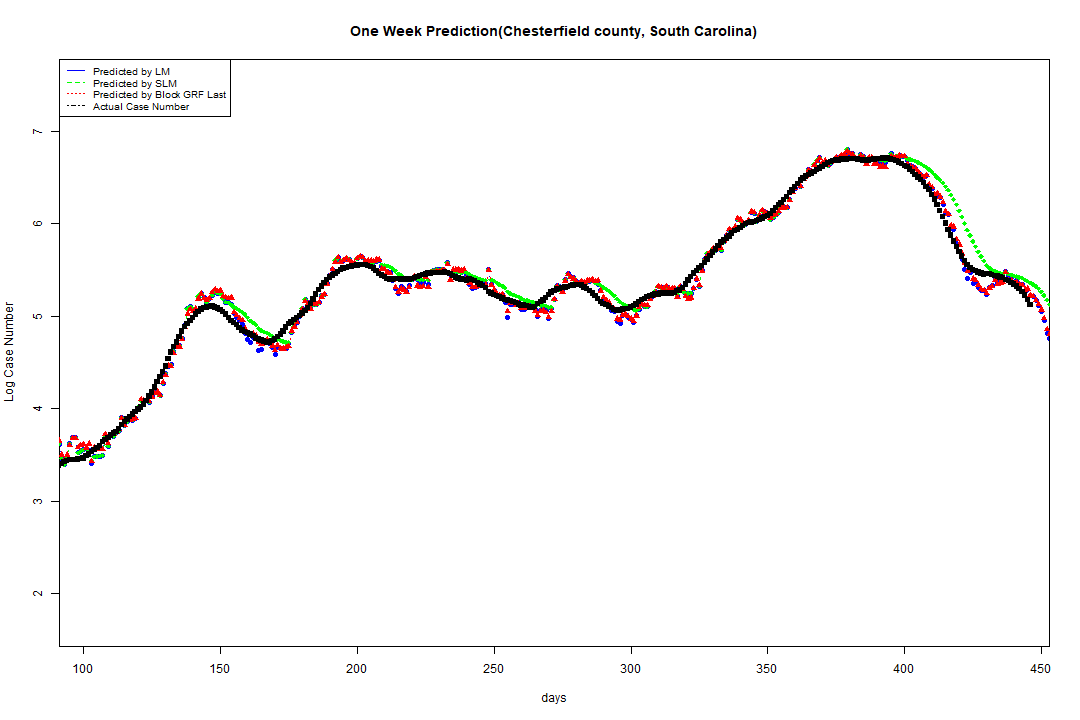 One Week Prediction(Chesterfield county, South Carolina)
Predicted by LM
Predicted by SLM
Predicted by Block GRF Last
Actual Case Number
7
6
5
4
3
2
Log Case Number
100 150 200 250 300 350 400 450
days